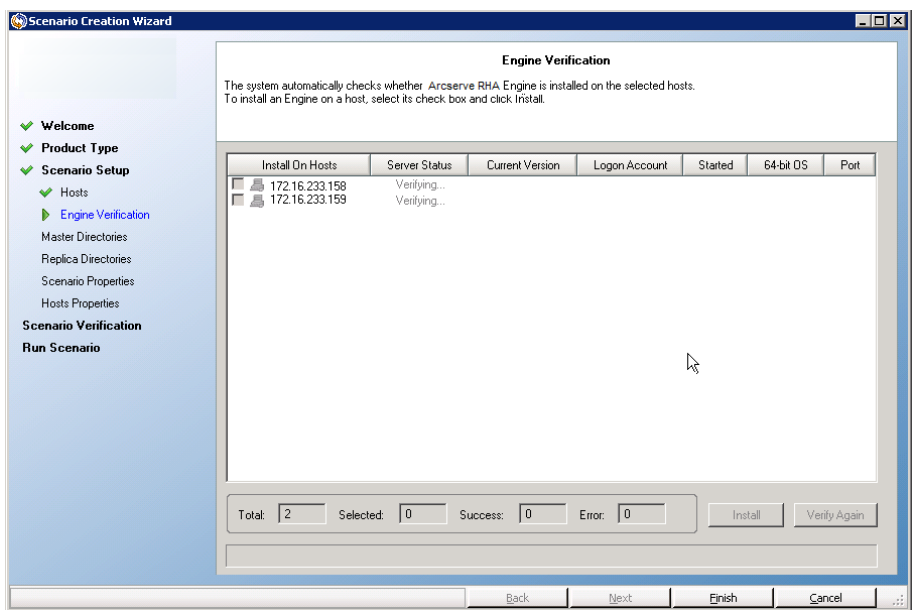 Scenario Creation Wizard
Welcome
Product Type
Scenario Setup
Hosts
Engine Verification
Master Directories
Replica Directories
Scenario Properties
Hosts Properties
Scenario Verification
Run Scenario
Engine Verification
The system automatically checks whether Arcserve RHA Engine is installed on the selected hosts.
To install an Engine on a host, select its check box and click Install.
Install On Hosts Server Status Current Version Logon Account Started 64-bit OS Port
172.16.233.158 Verifying...
172.16.233.159 Verifying...
Total: 2 Selected: 0 Success: 0 Error: 0 Install Verify Again
Back Next Finish Cancel